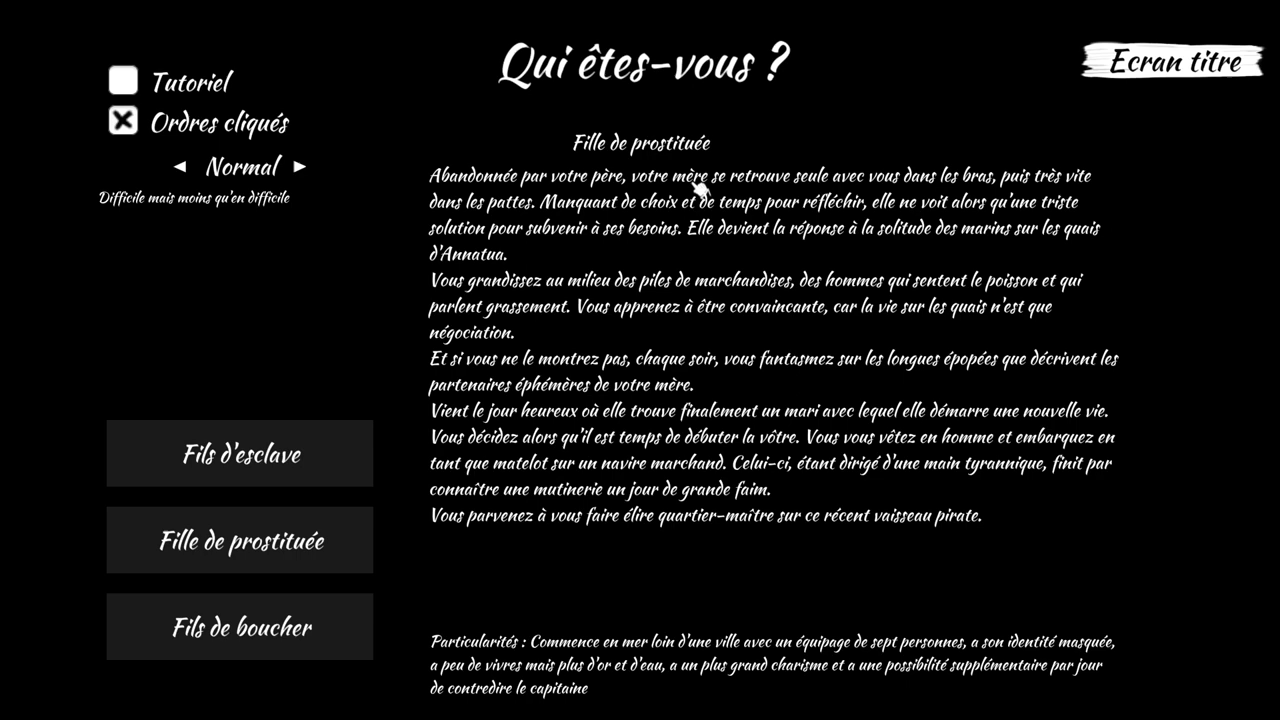 Qui êtes-vous ?
Ecran titre
Tutoriel
Ordres cliqués
Normal
Difficile mais moins qu'en difficile
Fille de prostituée
Abandonnée par votre père, votre mère se retrouve seule avec vous dans les bras, puis très vite
dans les pattes. Manquant de choix et de temps pour réfléchir, elle ne voit alors qu'une triste
solution pour subvenir à ses besoins. Elle devient la réponse à la solitude des marins sur les quais
d'Annatua.
Vous grandissez au milieu des piles de marchandises, des hommes qui sentent le poisson et qui
parlent grassement. Vous apprenez à être convaincante, car la vie sur les quais n'est que
négociation.
Et si vous ne le montrez pas, chaque soir, vous fantasmez sur les longues épopées que décrivent les
partenaires éphémères de votre mère.
Vient le jour heureux où elle trouve finalement un mari avec lequel elle démarre une nouvelle vie.
Vous décidez alors qu'il est temps de débuter la vôtre. Vous vous vêtez en homme et embarquez en
tant que matelot sur un navire marchand. Celui-ci, étant dirigé d'une main tyrannique, finit par
connaître une mutinerie un jour de grande faim.
Vous parvenez à vous faire élire quartier-maître sur ce récent vaisseau pirate.
Fils d'esclave
Fille de prostituée
Fils de boucher
Particularités : Commence en mer loin d'une ville avec un équipage de sept personnes, a son identité masquée,
a peu de vivres mais plus d'or et d'eau, a un plus grand charisme et a une possibilité supplémentaire par jour
de contredire le capitaine